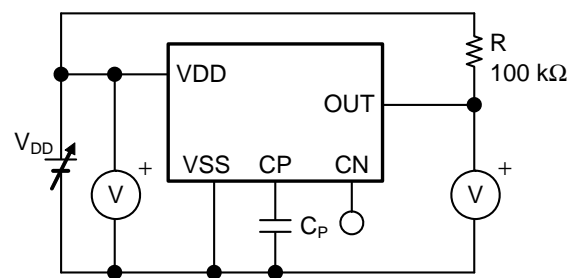 R
100 kΩ
VDD
OUT
V_DD
VSS CP CN
+
+
V
V
C_P